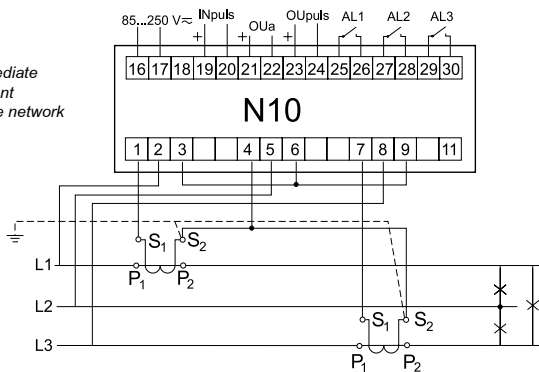 85...250 V≂ INpuls OUa OUpuls AL1 AL2 AL3
+ + +
16 17 18 19 20 21 22 23 24 25 26 27 28 29 30
ediate
nt
e network
N10
1 2 3 4 5 6 7 8 9 11
S1 S2
L1 P1 P2
L2 S1 S2
L3 P1 P2